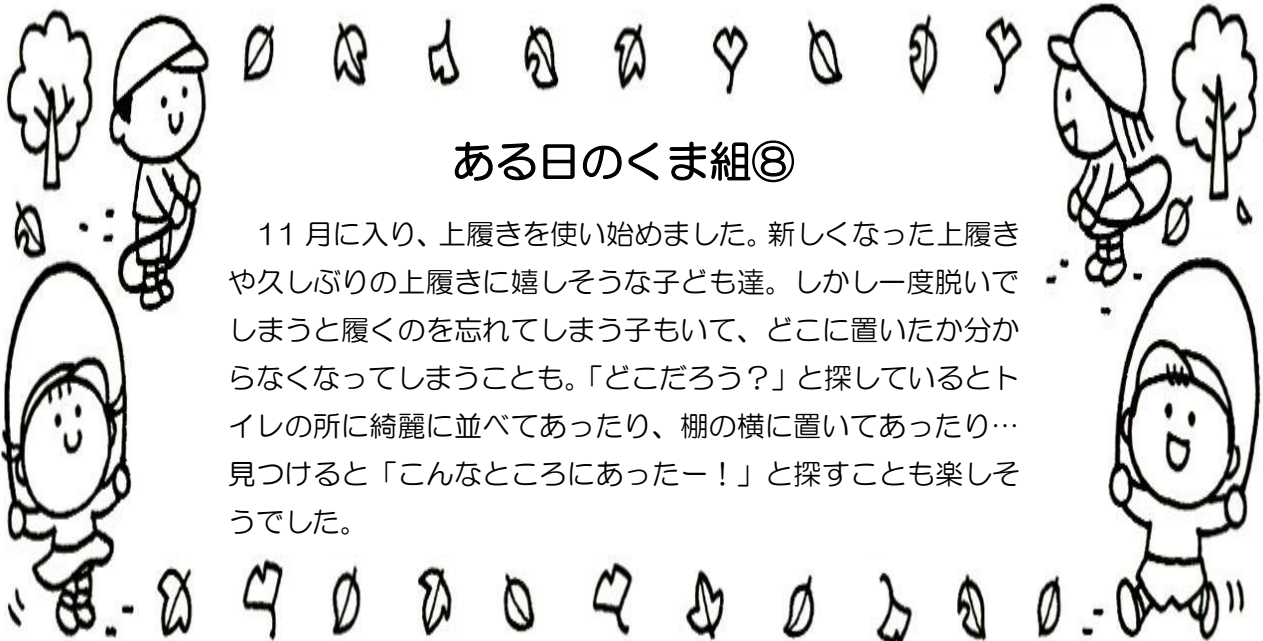 ある日のくま組⑧
　11月に入り、上履きを使い始めました。新しくなった上履き
や久しぶりの上履きに嬉しそうな子ども達。しかし一度脱いで
しまうと履くのを忘れてしまう子もいて、どこに置いたか分か
らなくなってしまうことも。「どこだろう？」と探しているとト
イレの所に綺麗に並べてあったり、棚の横に置いてあったり…
見つけると「こんなところにあったー！」と探すことも楽しそ
うでした。